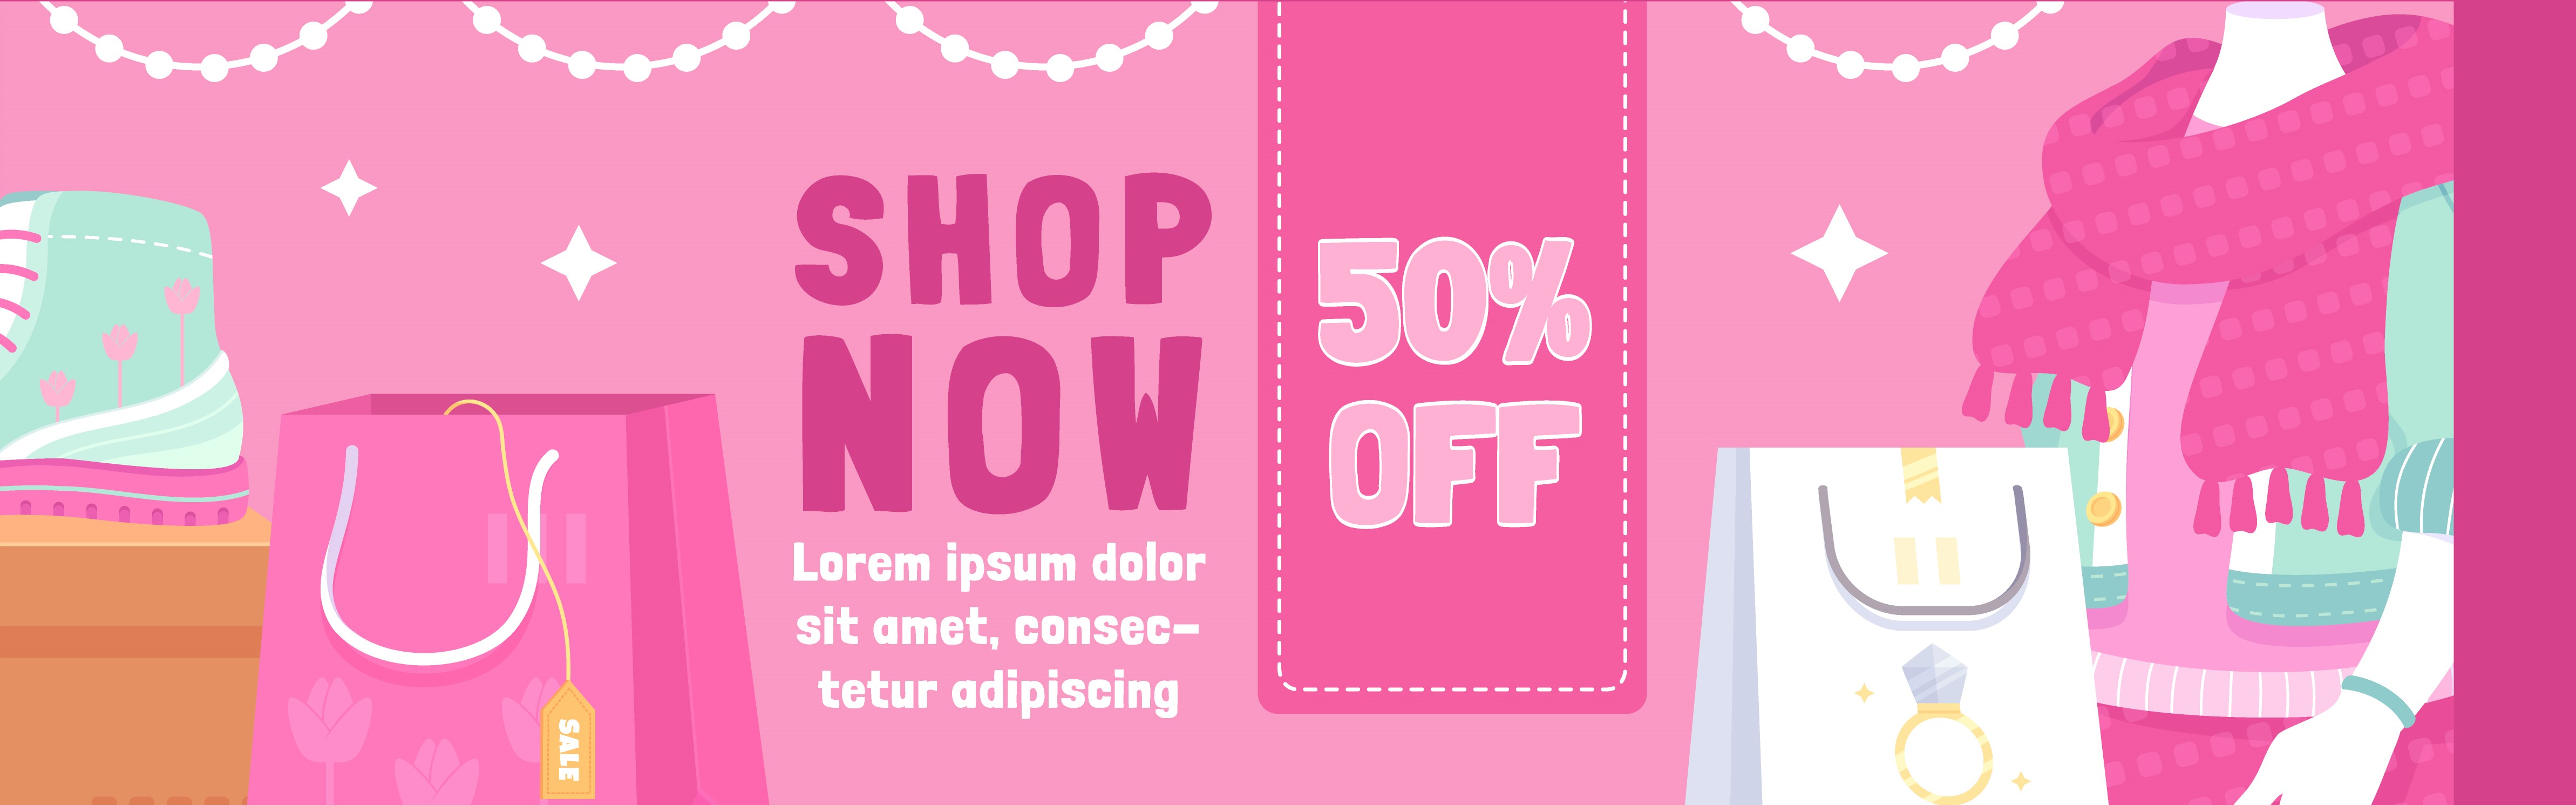 SHOP
NOW
Lorem ipsum dolor
sit amet, consec-
tetur adipiscing
50%
OFF
SALE